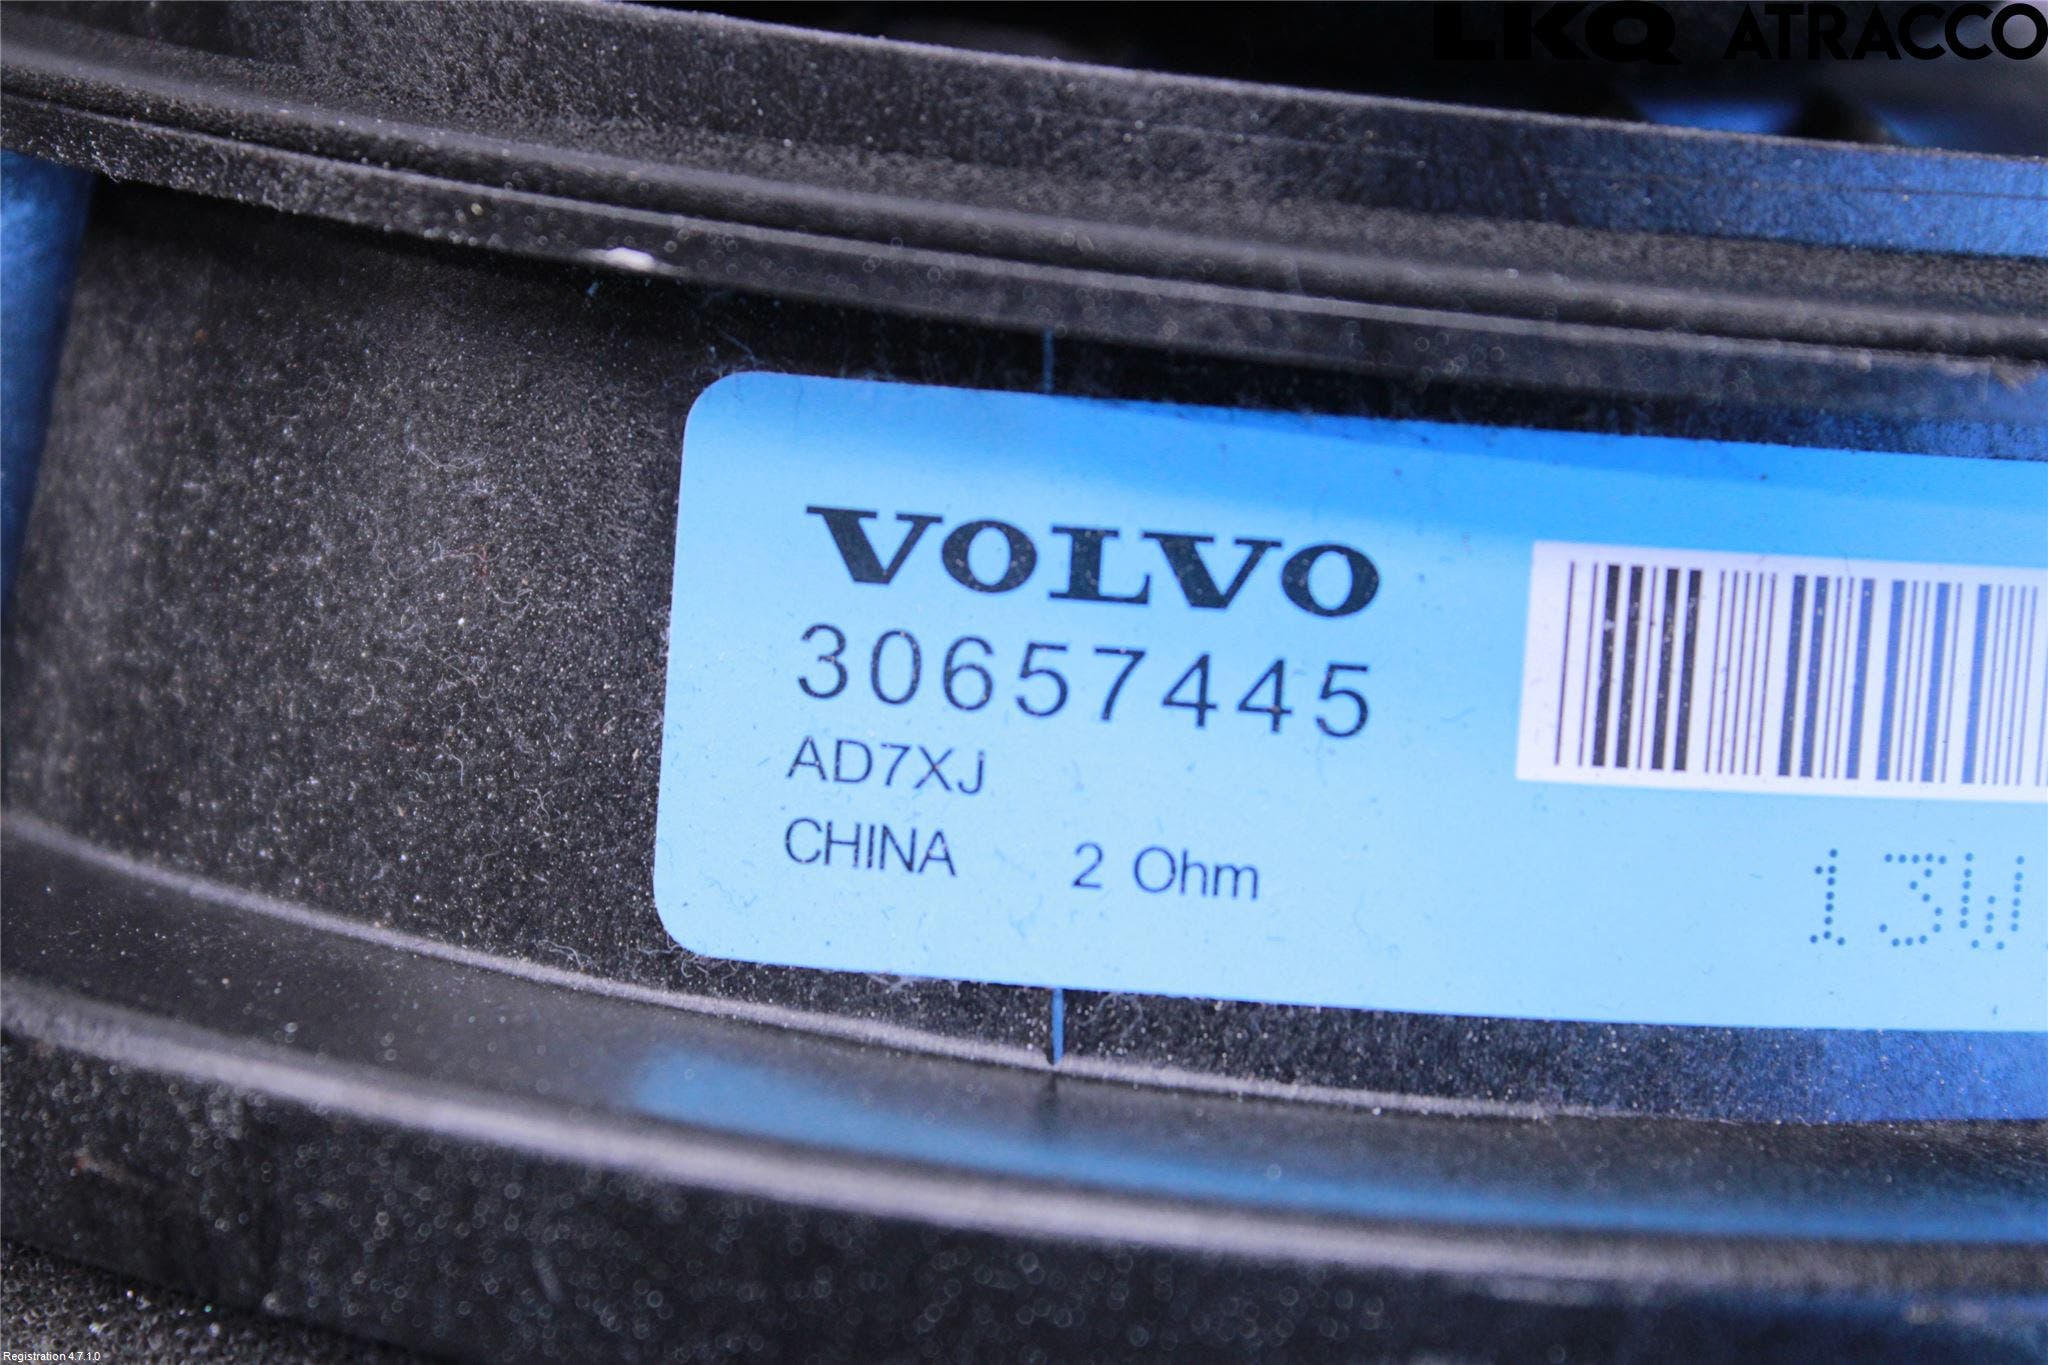 LKQ ATRACCO
VOLVO
30657445
AD7XJ
CHINA 2 Ohm
13W
Registration 4.7.1.0